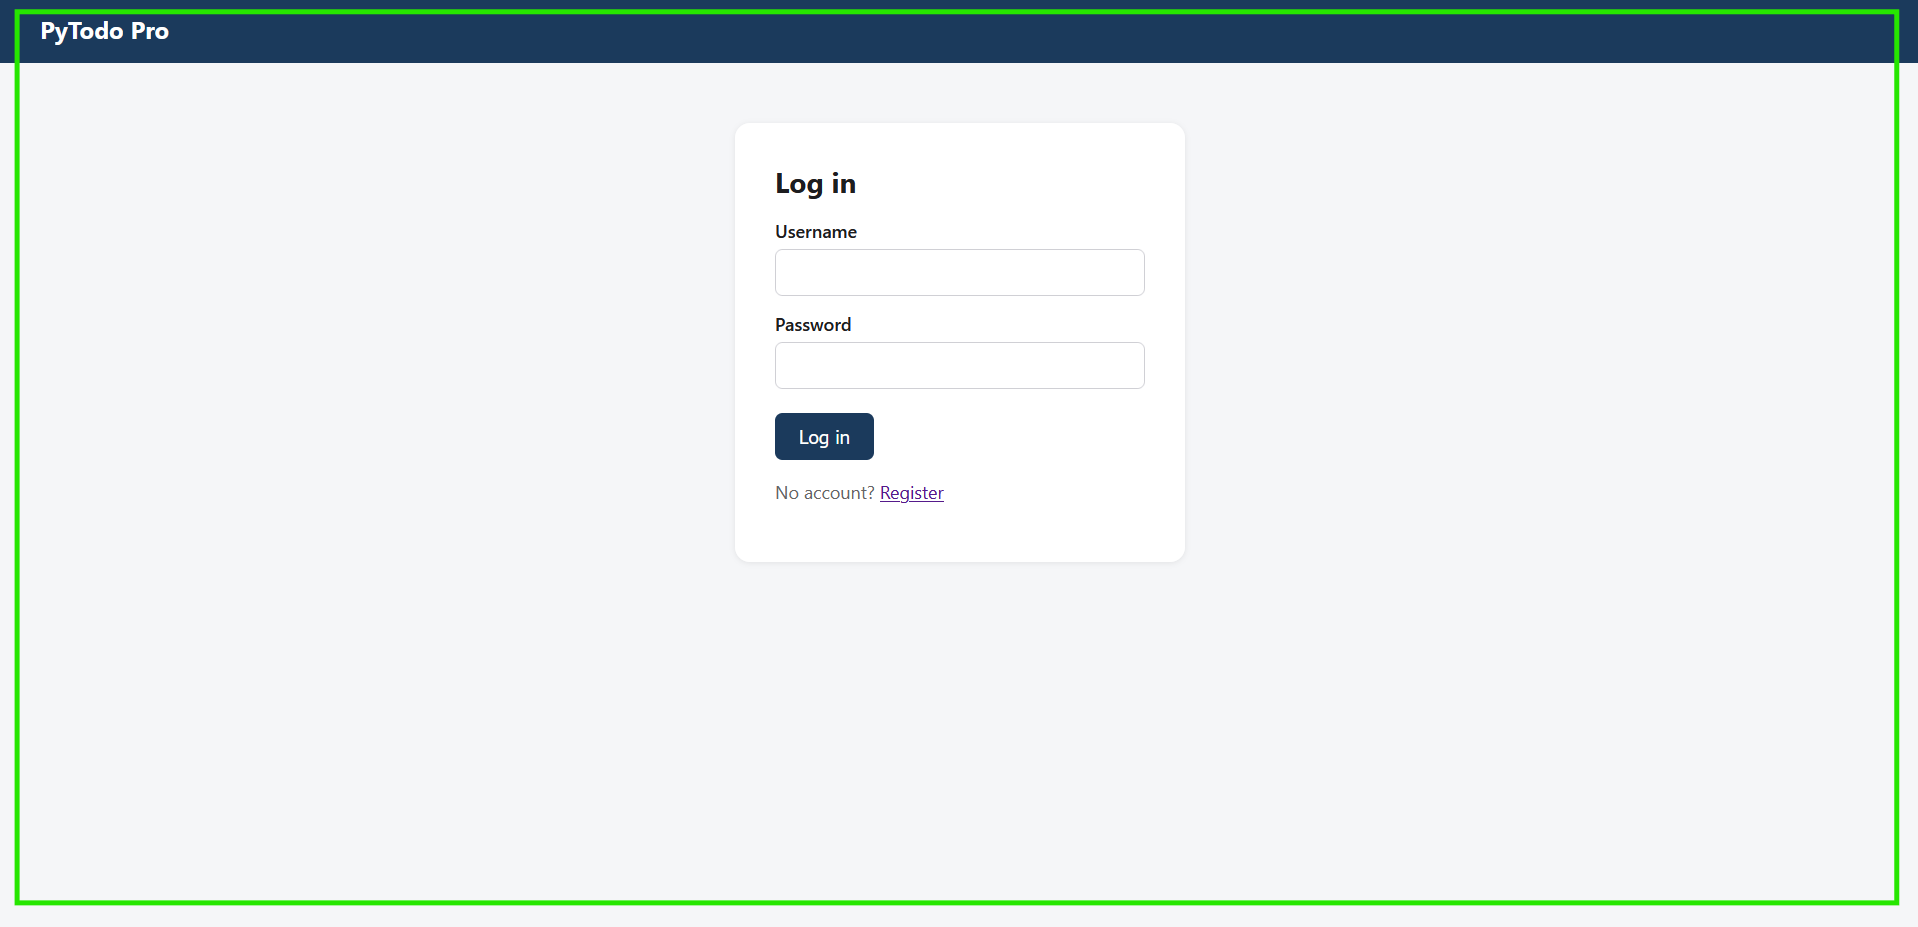 PyTodo Pro
Log in
Username
Password
Log in
No account? Register